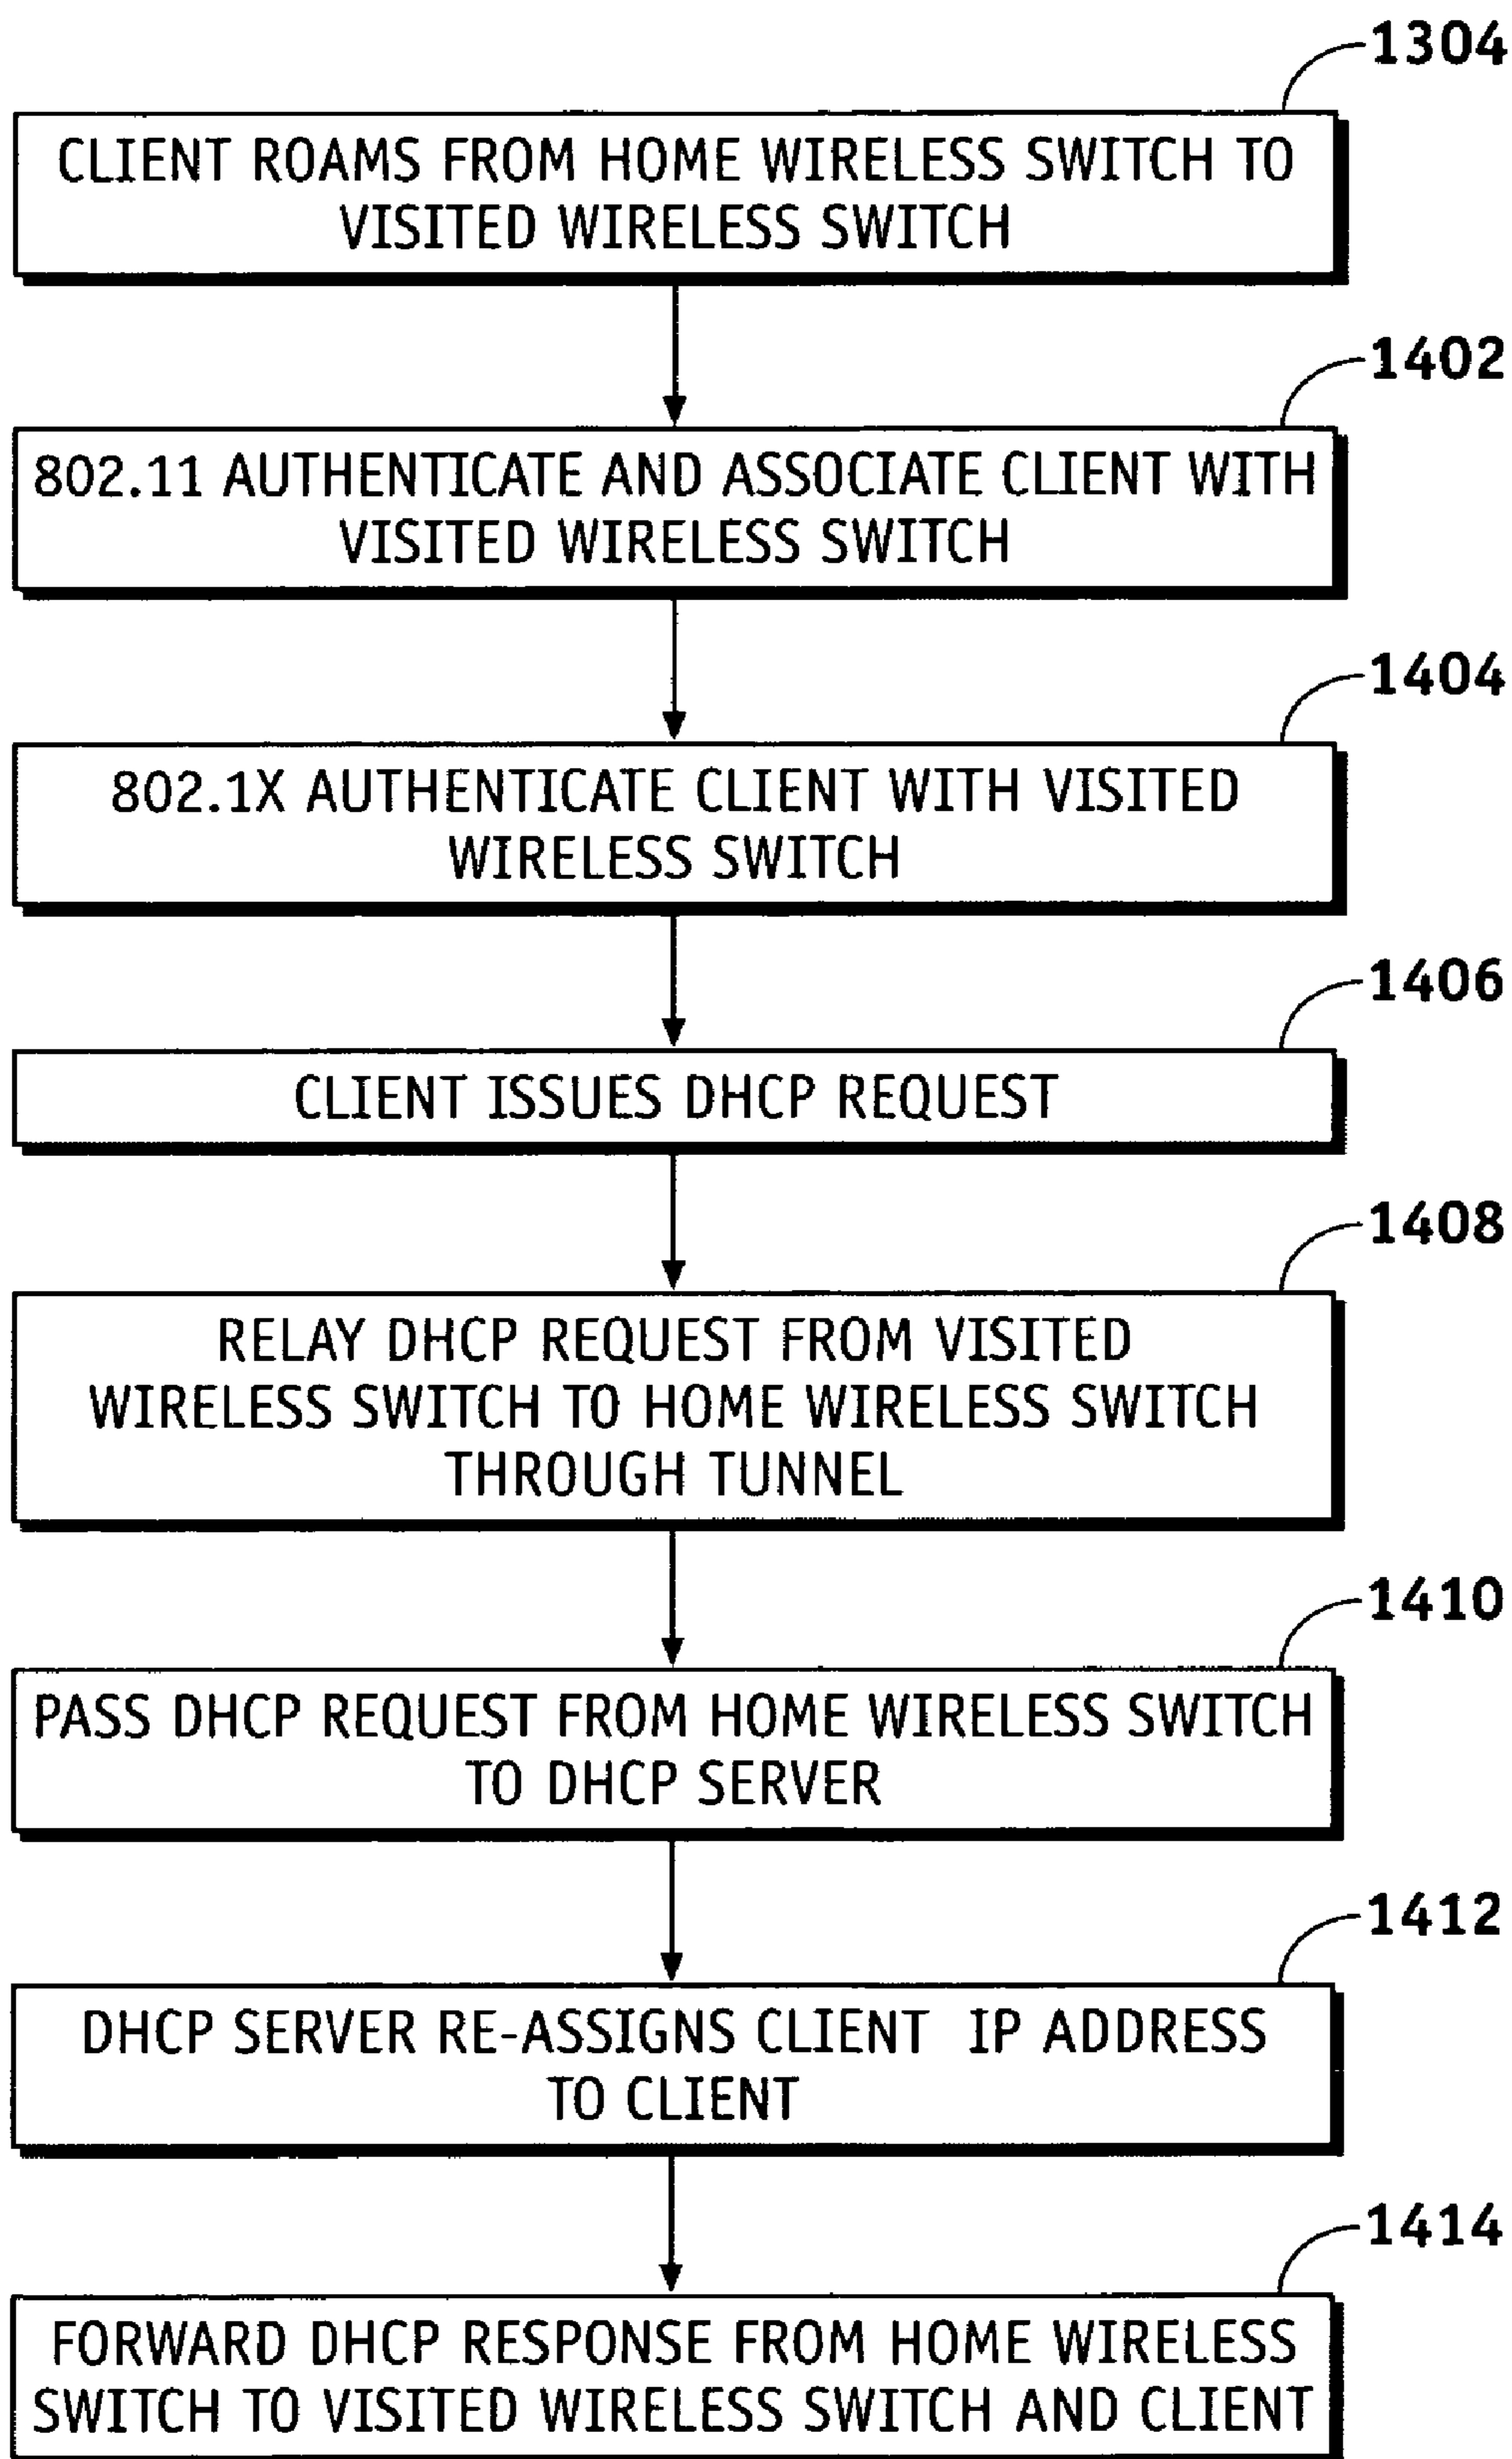 1304
CLIENT ROAMS FROM HOME WIRELESS SWITCH TO
VISITED WIRELESS SWITCH
1402
802.11 AUTHENTICATE AND ASSOCIATE CLIENT WITH
VISITED WIRELESS SWITCH
1404
802.1X AUTHENTICATE CLIENT WITH VISITED
WIRELESS SWITCH
1406
CLIENT ISSUES DHCP REQUEST
1408
RELAY DHCP REQUEST FROM VISITED
WIRELESS SWITCH TO HOME WIRELESS SWITCH
THROUGH TUNNEL
1410
PASS DHCP REQUEST FROM HOME WIRELESS SWITCH
TO DHCP SERVER
1412
DHCP SERVER RE-ASSIGNS CLIENT IP ADDRESS
TO CLIENT
1414
FORWARD DHCP RESPONSE FROM HOME WIRELESS
SWITCH TO VISITED WIRELESS SWITCH AND CLIENT